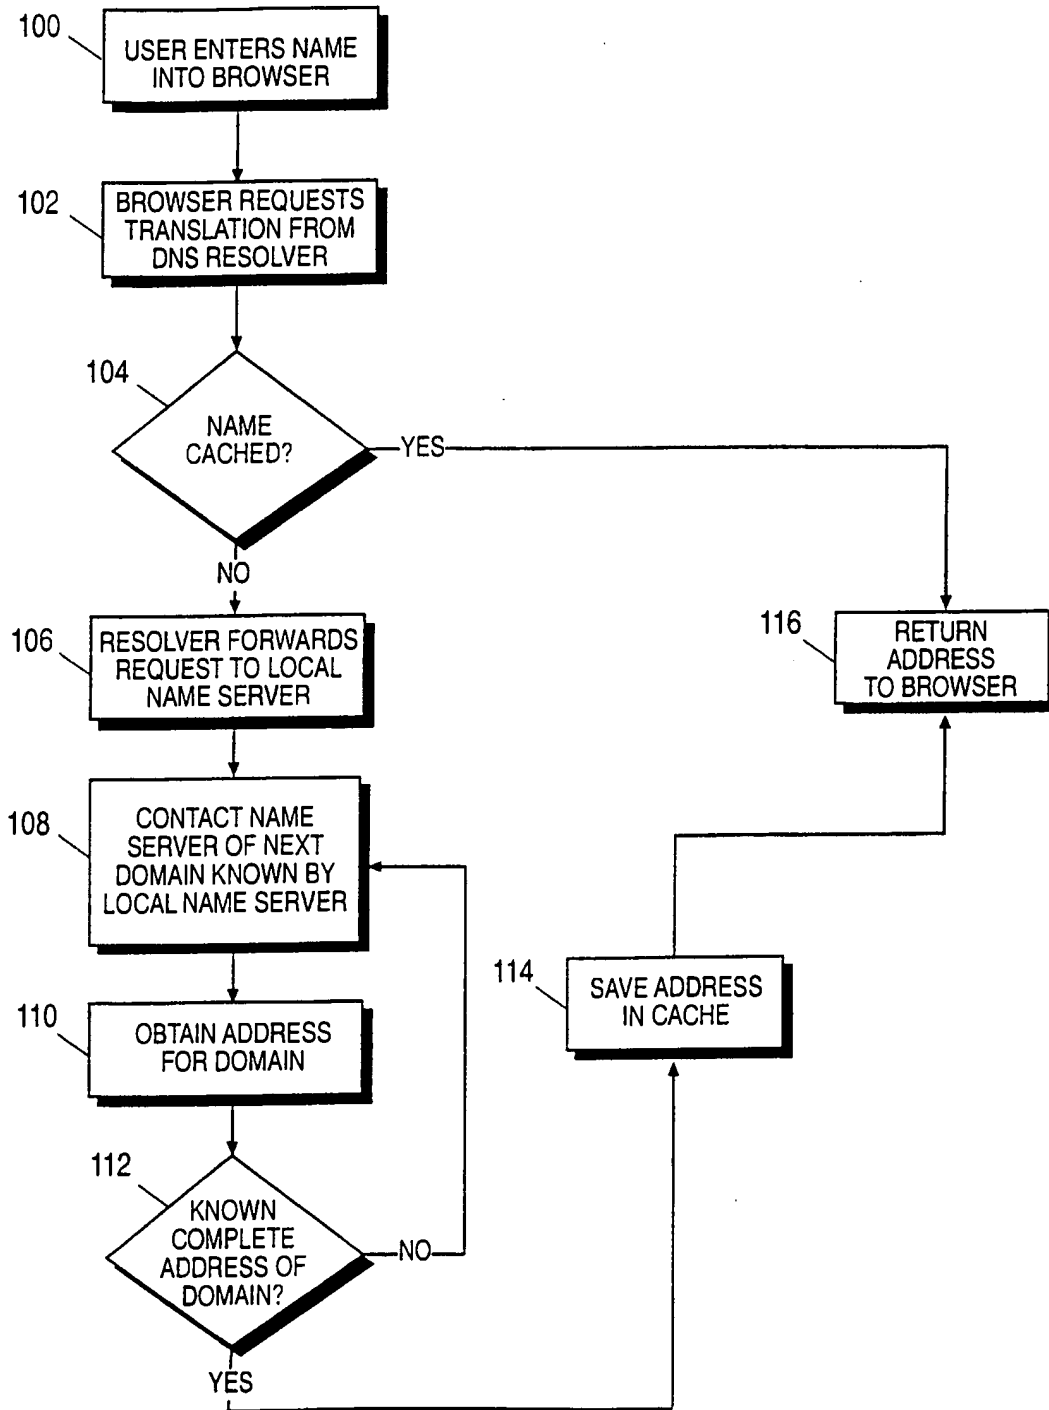 100
USER ENTERS NAME
INTO BROWSER
102
BROWSER REQUESTS
TRANSLATION FROM
DNS RESOLVER
104
NAME
CACHED?
YES
NO
106
RESOLVER FORWARDS
REQUEST TO LOCAL
NAME SERVER
116
RETURN
ADDRESS
TO BROWSER
108
CONTACT NAME
SERVER OF NEXT
DOMAIN KNOWN BY
LOCAL NAME SERVER
114
SAVE ADDRESS
IN CACHE
110
OBTAIN ADDRESS
FOR DOMAIN
112
KNOWN
COMPLETE
ADDRESS OF
DOMAIN?
NO
YES